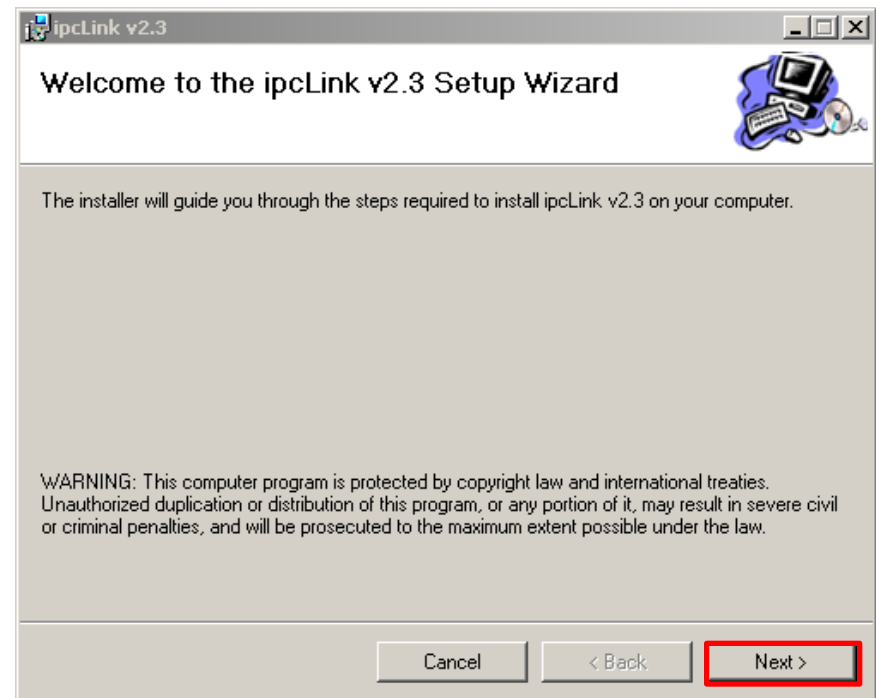 ipcLink v2.3
Welcome to the ipcLink v2.3 Setup Wizard
The installer will guide you through the steps required to install ipcLink v2.3 on your computer.
WARNING: This computer program is protected by copyright law and international treaties.
Unauthorized duplication or distribution of this program, or any portion of it, may result in severe civil
or criminal penalties, and will be prosecuted to the maximum extent possible under the law.
Cancel
< Back
Next >